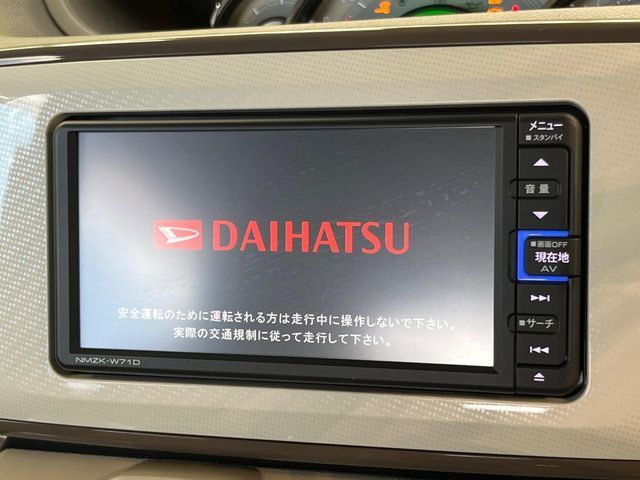 DAIHATSU
安全運転のために運転される方は走行中に操作しないで下さい。
実際の交通規制に従って走行して下さい。
NMZK-W71D
メニュー
スタンバイ
音量
画面OFF
現在地
AV
サーチ